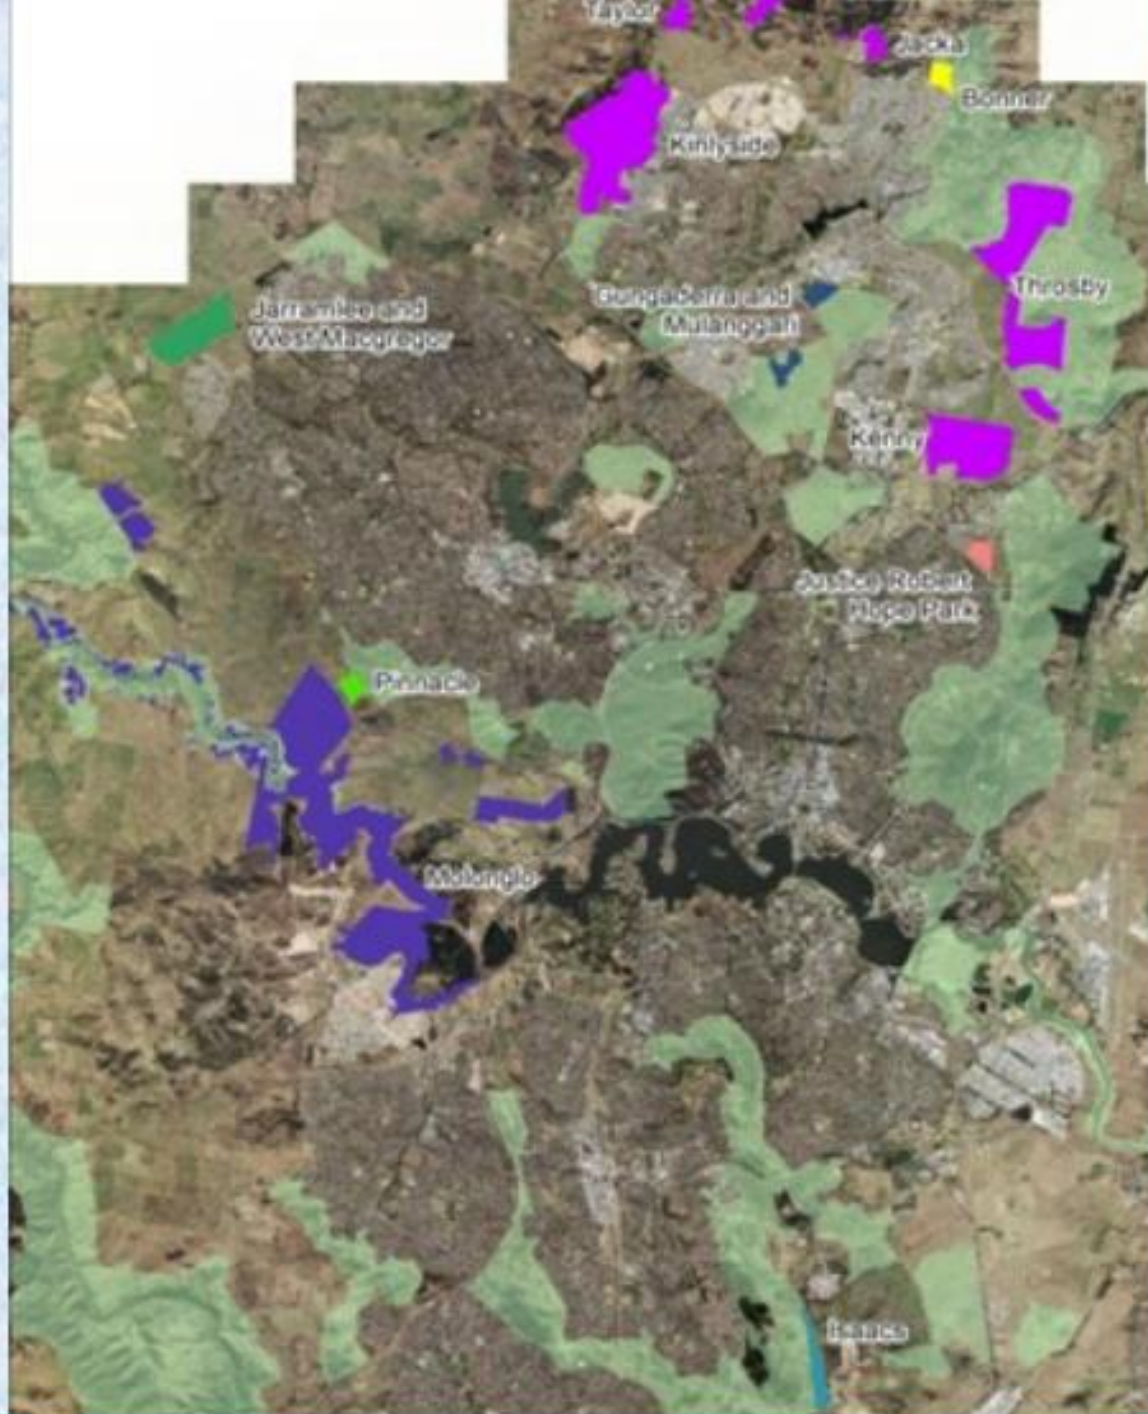 Taylor
Jacka
Bonner
Kinlyside
Throsby
Gungaderra and
Mulanggari
Jarramlee and
West Macgregor
Kenny
Justice Robert
Hope Park
Pinnacle
Molonglo
Isaacs